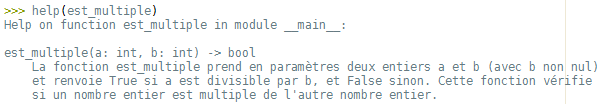 >>> help(est_multiple)
Help on function est_multiple in module __main__:
est_multiple(a: int, b: int) -> bool
La fonction est_multiple prend en paramètres deux entiers a et b (avec b non nul)
et renvoie True si a est divisible par b, et False sinon. Cette fonction vérifie
si un nombre entier est multiple de l'autre nombre entier.